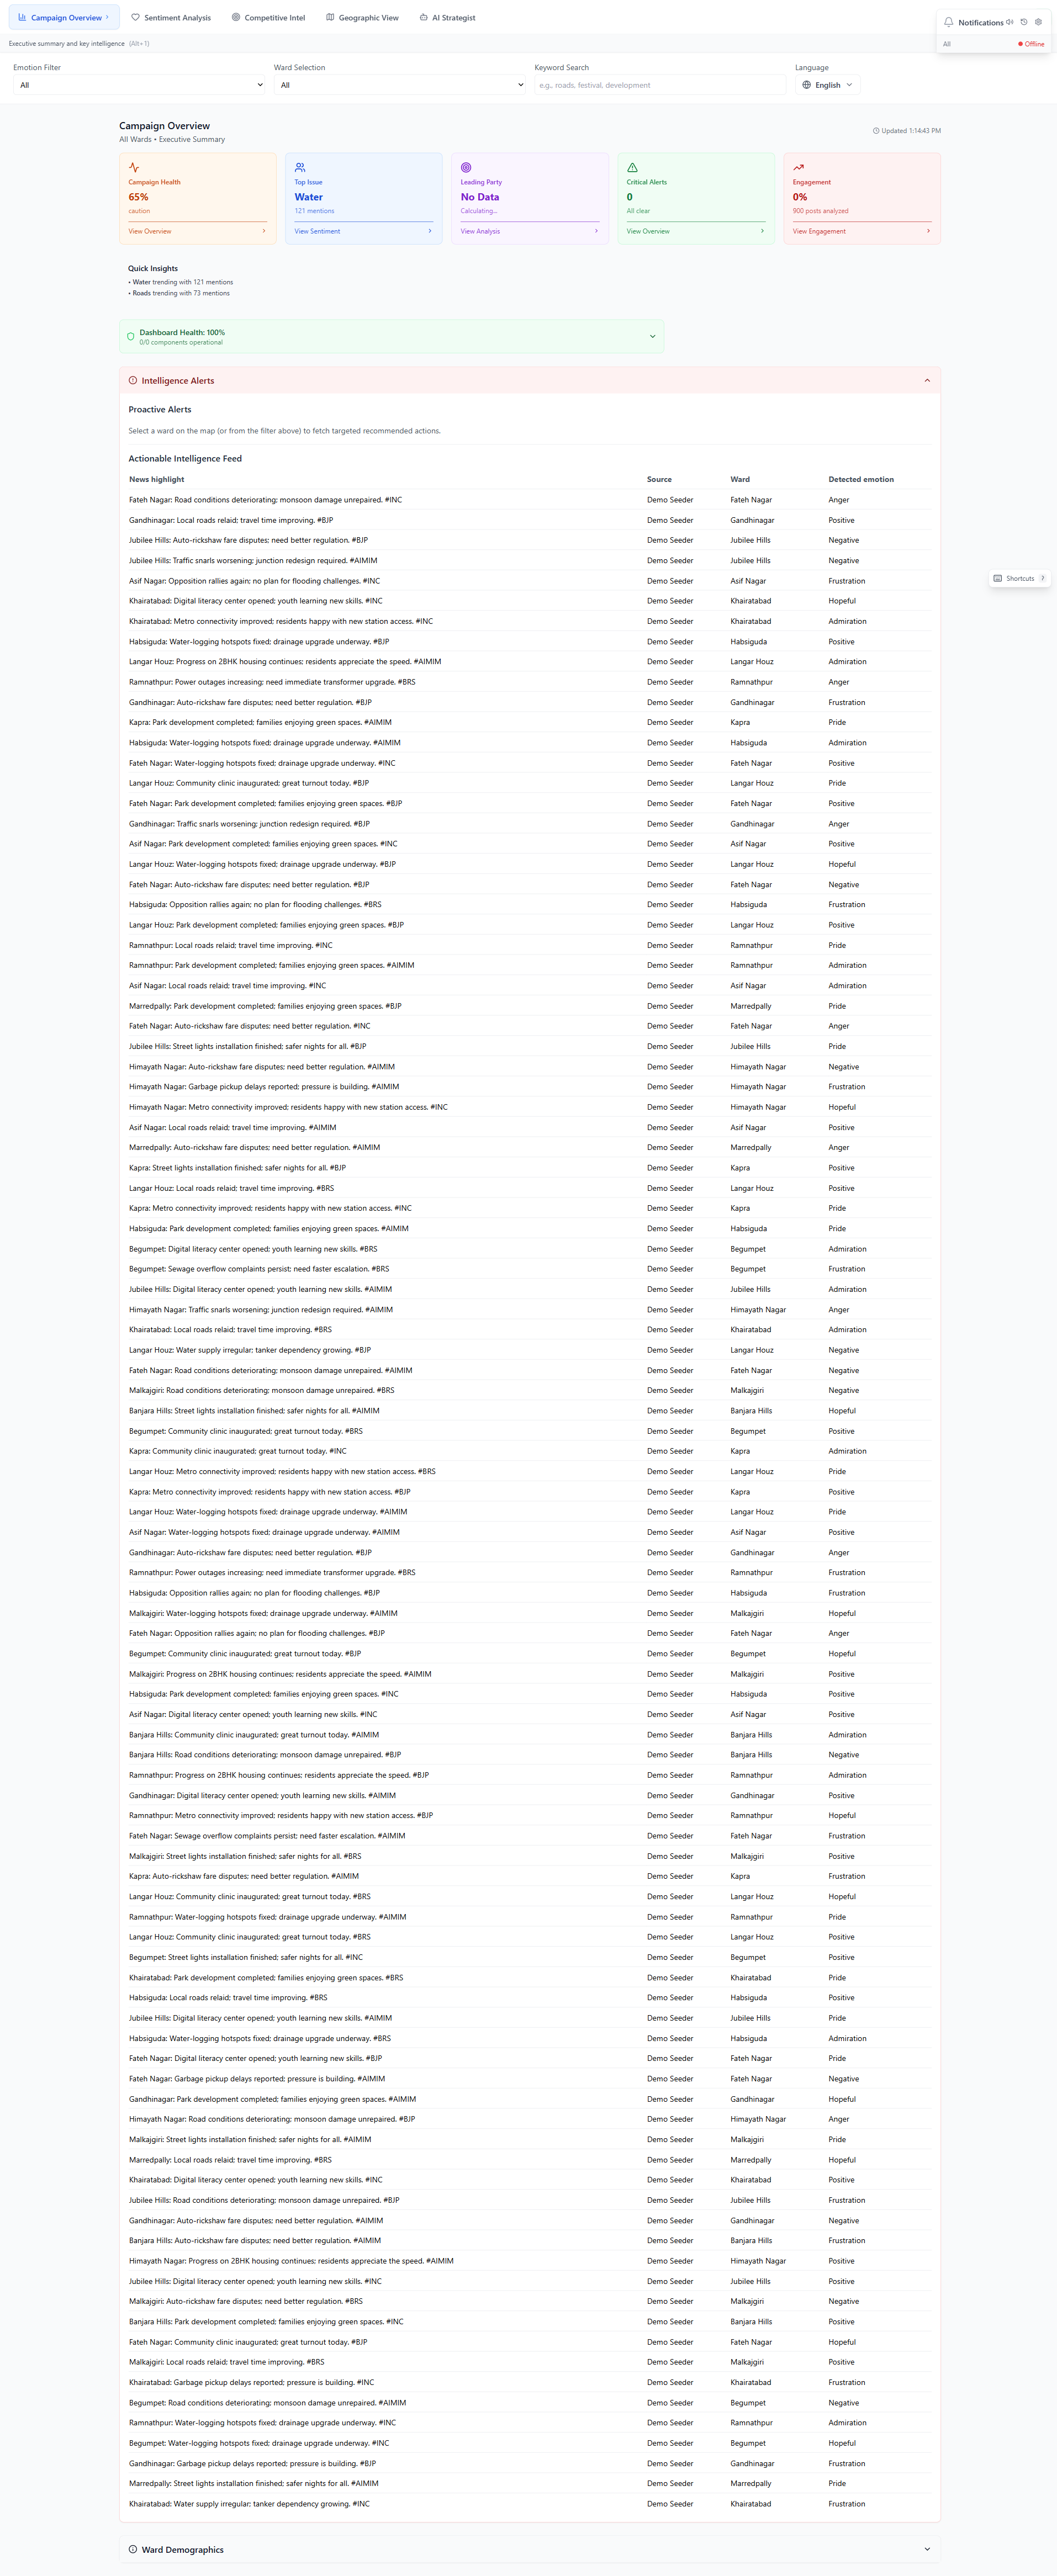 Campaign Overview
Sentiment Analysis
Competitive Intel
Geographic View
AI Strategist
Notifications
Executive summary and key intelligence (Alt+1)
All
Offline
Emotion Filter
Ward Selection
Keyword Search
Language
All
All
e.g., roads, festival, development
English
Campaign Overview
All Wards • Executive Summary
Updated 1:14:43 PM
Campaign Health
65%
caution
View Overview
Top Issue
Water
121 mentions
View Sentiment
Leading Party
No Data
Calculating...
View Analysis
Critical Alerts
0
All clear
View Overview
Engagement
0%
900 posts analyzed
View Engagement
Quick Insights
• Water trending with 121 mentions
• Roads trending with 73 mentions
Dashboard Health: 100%
0/0 components operational
Intelligence Alerts
Proactive Alerts
Select a ward on the map (or from the filter above) to fetch targeted recommended actions.
Actionable Intelligence Feed
News highlight Source Ward Detected emotion
Fateh Nagar: Road conditions deteriorating; monsoon damage unrepaired. #INC Demo Seeder Fateh Nagar Anger
Gandhinagar: Local roads relaid; travel time improving. #BJP Demo Seeder Gandhinagar Positive
Jubilee Hills: Auto-rickshaw fare disputes; need better regulation. #BJP Demo Seeder Jubilee Hills Negative
Jubilee Hills: Traffic snarls worsening; junction redesign required. #AIMIM Demo Seeder Jubilee Hills Negative
Asif Nagar: Opposition rallies again; no plan for flooding challenges. #INC Demo Seeder Asif Nagar Frustration
Shortcuts ?
Khairatabad: Digital literacy center opened; youth learning new skills. #INC Demo Seeder Khairatabad Hopeful
Khairatabad: Metro connectivity improved; residents happy with new station access. #INC Demo Seeder Khairatabad Admiration
Habsiguda: Water-logging hotspots fixed; drainage upgrade underway. #BJP Demo Seeder Habsiguda Positive
Langar Houz: Progress on 2BHK housing continues; residents appreciate the speed. #AIMIM Demo Seeder Langar Houz Admiration
Ramnathpur: Power outages increasing; need immediate transformer upgrade. #BRS Demo Seeder Ramnathpur Anger
Gandhinagar: Auto-rickshaw fare disputes; need better regulation. #BJP Demo Seeder Gandhinagar Frustration
Kapra: Park development completed; families enjoying green spaces. #AIMIM Demo Seeder Kapra Pride
Habsiguda: Water-logging hotspots fixed; drainage upgrade underway. #AIMIM Demo Seeder Habsiguda Admiration
Fateh Nagar: Water-logging hotspots fixed; drainage upgrade underway. #INC Demo Seeder Fateh Nagar Positive
Langar Houz: Community clinic inaugurated; great turnout today. #BJP Demo Seeder Langar Houz Pride
Fateh Nagar: Park development completed; families enjoying green spaces. #BJP Demo Seeder Fateh Nagar Positive
Gandhinagar: Traffic snarls worsening; junction redesign required. #BJP Demo Seeder Gandhinagar Anger
Asif Nagar: Park development completed; families enjoying green spaces. #INC Demo Seeder Asif Nagar Positive
Langar Houz: Water-logging hotspots fixed; drainage upgrade underway. #BJP Demo Seeder Langar Houz Hopeful
Fateh Nagar: Auto-rickshaw fare disputes; need better regulation. #BJP Demo Seeder Fateh Nagar Negative
Habsiguda: Opposition rallies again; no plan for flooding challenges. #BRS Demo Seeder Habsiguda Frustration
Langar Houz: Park development completed; families enjoying green spaces. #BJP Demo Seeder Langar Houz Positive
Ramnathpur: Local roads relaid; travel time improving. #INC Demo Seeder Ramnathpur Pride
Ramnathpur: Park development completed; families enjoying green spaces. #AIMIM Demo Seeder Ramnathpur Admiration
Asif Nagar: Local roads relaid; travel time improving. #INC Demo Seeder Asif Nagar Admiration
Marredpally: Park development completed; families enjoying green spaces. #BJP Demo Seeder Marredpally Pride
Fateh Nagar: Auto-rickshaw fare disputes; need better regulation. #INC Demo Seeder Fateh Nagar Anger
Jubilee Hills: Street lights installation finished; safer nights for all. #BJP Demo Seeder Jubilee Hills Pride
Himayath Nagar: Auto-rickshaw fare disputes; need better regulation. #AIMIM Demo Seeder Himayath Nagar Negative
Himayath Nagar: Garbage pickup delays reported; pressure is building. #AIMIM Demo Seeder Himayath Nagar Frustration
Himayath Nagar: Metro connectivity improved; residents happy with new station access. #INC Demo Seeder Himayath Nagar Hopeful
Asif Nagar: Local roads relaid; travel time improving. #AIMIM Demo Seeder Asif Nagar Positive
Marredpally: Auto-rickshaw fare disputes; need better regulation. #AIMIM Demo Seeder Marredpally Anger
Kapra: Street lights installation finished; safer nights for all. #BJP Demo Seeder Kapra Positive
Langar Houz: Local roads relaid; travel time improving. #BRS Demo Seeder Langar Houz Positive
Kapra: Metro connectivity improved; residents happy with new station access. #INC Demo Seeder Kapra Pride
Habsiguda: Park development completed; families enjoying green spaces. #AIMIM Demo Seeder Habsiguda Pride
Begumpet: Digital literacy center opened; youth learning new skills. #BRS Demo Seeder Begumpet Admiration
Begumpet: Sewage overflow complaints persist; need faster escalation. #BRS Demo Seeder Begumpet Frustration
Jubilee Hills: Digital literacy center opened; youth learning new skills. #AIMIM Demo Seeder Jubilee Hills Admiration
Himayath Nagar: Traffic snarls worsening; junction redesign required. #AIMIM Demo Seeder Himayath Nagar Anger
Khairatabad: Local roads relaid; travel time improving. #BRS Demo Seeder Khairatabad Admiration
Langar Houz: Water supply irregular; tanker dependency growing. #BJP Demo Seeder Langar Houz Negative
Fateh Nagar: Road conditions deteriorating; monsoon damage unrepaired. #AIMIM Demo Seeder Fateh Nagar Negative
Malkajgiri: Road conditions deteriorating; monsoon damage unrepaired. #BRS Demo Seeder Malkajgiri Negative
Banjara Hills: Street lights installation finished; safer nights for all. #AIMIM Demo Seeder Banjara Hills Hopeful
Begumpet: Community clinic inaugurated; great turnout today. #BRS Demo Seeder Begumpet Positive
Kapra: Community clinic inaugurated; great turnout today. #INC Demo Seeder Kapra Admiration
Langar Houz: Metro connectivity improved; residents happy with new station access. #BRS Demo Seeder Langar Houz Pride
Kapra: Metro connectivity improved; residents happy with new station access. #BJP Demo Seeder Kapra Positive
Langar Houz: Water-logging hotspots fixed; drainage upgrade underway. #AIMIM Demo Seeder Langar Houz Pride
Asif Nagar: Water-logging hotspots fixed; drainage upgrade underway. #AIMIM Demo Seeder Asif Nagar Positive
Gandhinagar: Auto-rickshaw fare disputes; need better regulation. #BJP Demo Seeder Gandhinagar Anger
Ramnathpur: Power outages increasing; need immediate transformer upgrade. #BRS Demo Seeder Ramnathpur Frustration
Habsiguda: Opposition rallies again; no plan for flooding challenges. #BJP Demo Seeder Habsiguda Frustration
Malkajgiri: Water-logging hotspots fixed; drainage upgrade underway. #AIMIM Demo Seeder Malkajgiri Hopeful
Fateh Nagar: Opposition rallies again; no plan for flooding challenges. #BJP Demo Seeder Fateh Nagar Anger
Begumpet: Community clinic inaugurated; great turnout today. #BJP Demo Seeder Begumpet Hopeful
Malkajgiri: Progress on 2BHK housing continues; residents appreciate the speed. #AIMIM Demo Seeder Malkajgiri Positive
Habsiguda: Park development completed; families enjoying green spaces. #INC Demo Seeder Habsiguda Positive
Asif Nagar: Digital literacy center opened; youth learning new skills. #INC Demo Seeder Asif Nagar Positive
Banjara Hills: Community clinic inaugurated; great turnout today. #AIMIM Demo Seeder Banjara Hills Admiration
Banjara Hills: Road conditions deteriorating; monsoon damage unrepaired. #BJP Demo Seeder Banjara Hills Negative
Ramnathpur: Progress on 2BHK housing continues; residents appreciate the speed. #BJP Demo Seeder Ramnathpur Admiration
Gandhinagar: Digital literacy center opened; youth learning new skills. #AIMIM Demo Seeder Gandhinagar Positive
Ramnathpur: Metro connectivity improved; residents happy with new station access. #BJP Demo Seeder Ramnathpur Hopeful
Fateh Nagar: Sewage overflow complaints persist; need faster escalation. #AIMIM Demo Seeder Fateh Nagar Frustration
Malkajgiri: Street lights installation finished; safer nights for all. #BRS Demo Seeder Malkajgiri Positive
Kapra: Auto-rickshaw fare disputes; need better regulation. #AIMIM Demo Seeder Kapra Frustration
Langar Houz: Community clinic inaugurated; great turnout today. #BRS Demo Seeder Langar Houz Hopeful
Ramnathpur: Water-logging hotspots fixed; drainage upgrade underway. #AIMIM Demo Seeder Ramnathpur Pride
Langar Houz: Community clinic inaugurated; great turnout today. #BRS Demo Seeder Langar Houz Positive
Begumpet: Street lights installation finished; safer nights for all. #INC Demo Seeder Begumpet Positive
Khairatabad: Park development completed; families enjoying green spaces. #BRS Demo Seeder Khairatabad Pride
Habsiguda: Local roads relaid; travel time improving. #BRS Demo Seeder Habsiguda Positive
Jubilee Hills: Digital literacy center opened; youth learning new skills. #AIMIM Demo Seeder Jubilee Hills Pride
Habsiguda: Water-logging hotspots fixed; drainage upgrade underway. #BRS Demo Seeder Habsiguda Admiration
Fateh Nagar: Digital literacy center opened; youth learning new skills. #BJP Demo Seeder Fateh Nagar Pride
Fateh Nagar: Garbage pickup delays reported; pressure is building. #AIMIM Demo Seeder Fateh Nagar Negative
Gandhinagar: Park development completed; families enjoying green spaces. #AIMIM Demo Seeder Gandhinagar Hopeful
Himayath Nagar: Road conditions deteriorating; monsoon damage unrepaired. #BJP Demo Seeder Himayath Nagar Anger
Malkajgiri: Street lights installation finished; safer nights for all. #AIMIM Demo Seeder Malkajgiri Pride
Marredpally: Local roads relaid; travel time improving. #BRS Demo Seeder Marredpally Hopeful
Khairatabad: Digital literacy center opened; youth learning new skills. #INC Demo Seeder Khairatabad Positive
Jubilee Hills: Road conditions deteriorating; monsoon damage unrepaired. #BJP Demo Seeder Jubilee Hills Frustration
Gandhinagar: Auto-rickshaw fare disputes; need better regulation. #AIMIM Demo Seeder Gandhinagar Negative
Banjara Hills: Auto-rickshaw fare disputes; need better regulation. #AIMIM Demo Seeder Banjara Hills Frustration
Himayath Nagar: Progress on 2BHK housing continues; residents appreciate the speed. #AIMIM Demo Seeder Himayath Nagar Positive
Jubilee Hills: Digital literacy center opened; youth learning new skills. #INC Demo Seeder Jubilee Hills Positive
Malkajgiri: Auto-rickshaw fare disputes; need better regulation. #BRS Demo Seeder Malkajgiri Negative
Banjara Hills: Park development completed; families enjoying green spaces. #INC Demo Seeder Banjara Hills Positive
Fateh Nagar: Community clinic inaugurated; great turnout today. #BJP Demo Seeder Fateh Nagar Hopeful
Malkajgiri: Local roads relaid; travel time improving. #BRS Demo Seeder Malkajgiri Positive
Khairatabad: Garbage pickup delays reported; pressure is building. #INC Demo Seeder Khairatabad Frustration
Begumpet: Road conditions deteriorating; monsoon damage unrepaired. #AIMIM Demo Seeder Begumpet Negative
Ramnathpur: Water-logging hotspots fixed; drainage upgrade underway. #INC Demo Seeder Ramnathpur Admiration
Begumpet: Water-logging hotspots fixed; drainage upgrade underway. #INC Demo Seeder Begumpet Hopeful
Gandhinagar: Garbage pickup delays reported; pressure is building. #BJP Demo Seeder Gandhinagar Frustration
Marredpally: Street lights installation finished; safer nights for all. #AIMIM Demo Seeder Marredpally Pride
Khairatabad: Water supply irregular; tanker dependency growing. #INC Demo Seeder Khairatabad Frustration
Ward Demographics